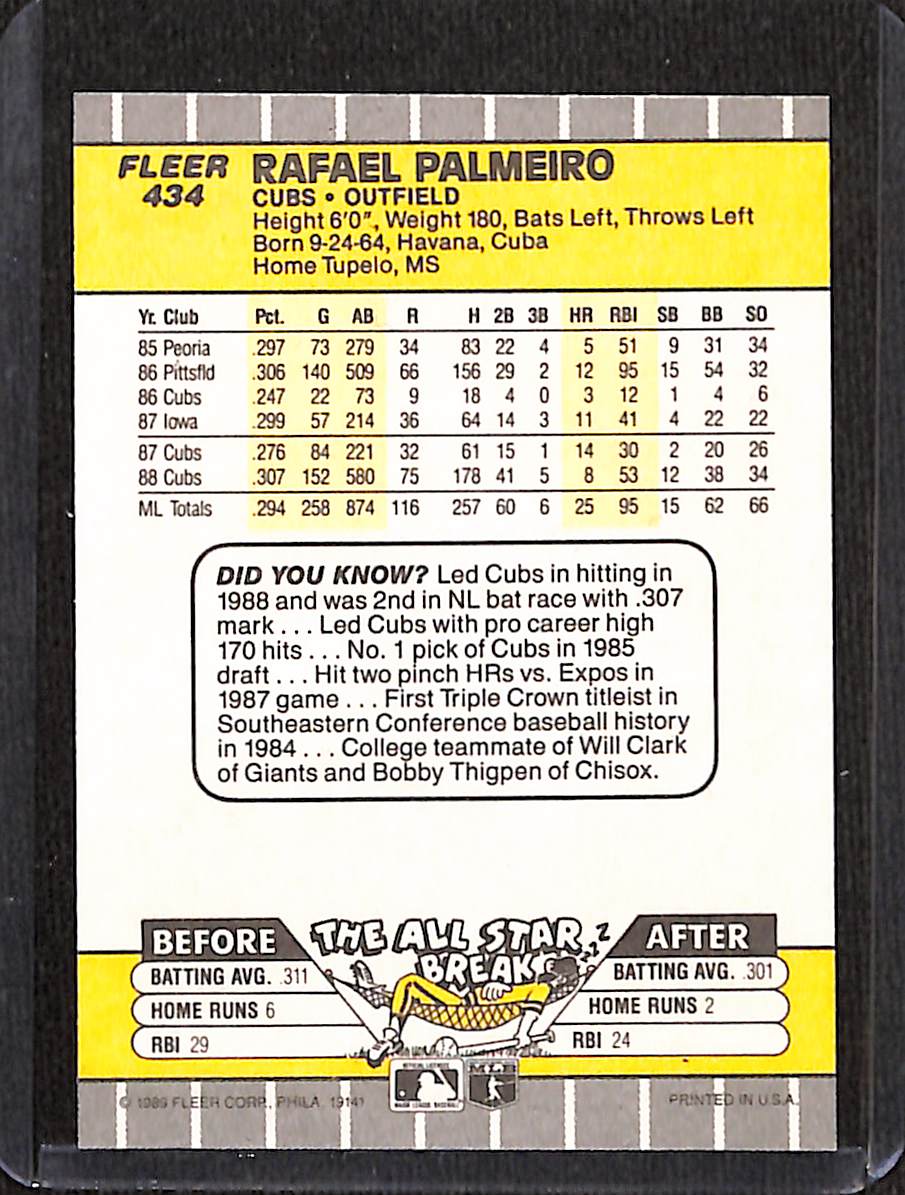 FLEER RAFAEL PALMEIRO
434 CUBS • OUTFIELD
Height 6'0", Weight 180, Bats Left, Throws Left
Born 9-24-64, Havana, Cuba
Home Tupelo, MS
Yr. Club Pct. G AB R H 2B 3B HR RBI SB BB SO
85 Peoria .297 73 279 34 83 22 4 5 51 9 31 34
86 Pittsfld .306 140 509 66 156 29 2 12 95 15 54 32
86 Cubs .247 22 73 9 18 4 0 3 12 1 4 6
87 Iowa .299 57 214 36 64 14 3 11 41 4 22 22
87 Cubs .276 84 221 32 61 15 1 14 30 2 20 26
88 Cubs .307 152 580 75 178 41 5 8 53 12 38 34
ML Totals .294 258 874 116 257 60 6 25 95 15 62 66
DID YOU KNOW? Led Cubs in hitting in
1988 and was 2nd in NL bat race with .307
mark . . . Led Cubs with pro career high
170 hits . . . No. 1 pick of Cubs in 1985
draft . . . Hit two pinch HRs vs. Expos in
1987 game . . . First Triple Crown titleist in
Southeastern Conference baseball history
in 1984 . . . College teammate of Will Clark
of Giants and Bobby Thigpen of Chisox.
BEFORE THE ALL STAR BREAK zzZZ AFTER
BATTING AVG. .311 BATTING AVG. .301
HOME RUNS 6 HOME RUNS 2
RBI 29 RBI 24
OFFICIAL LICENSEE
MAJOR LEAGUE BASEBALL
MLB
© 1989 FLEER CORP., PHILA. 19141 PRINTED IN U.S.A.